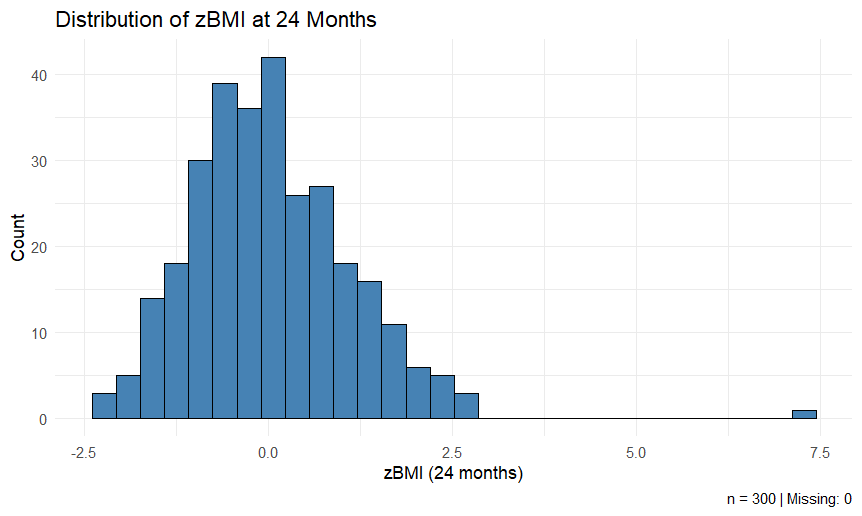 Distribution of zBMI at 24 Months
Count
40
30
20
10
0
-2.5 0.0 2.5 5.0 7.5
zBMI (24 months)
n = 300 | Missing: 0